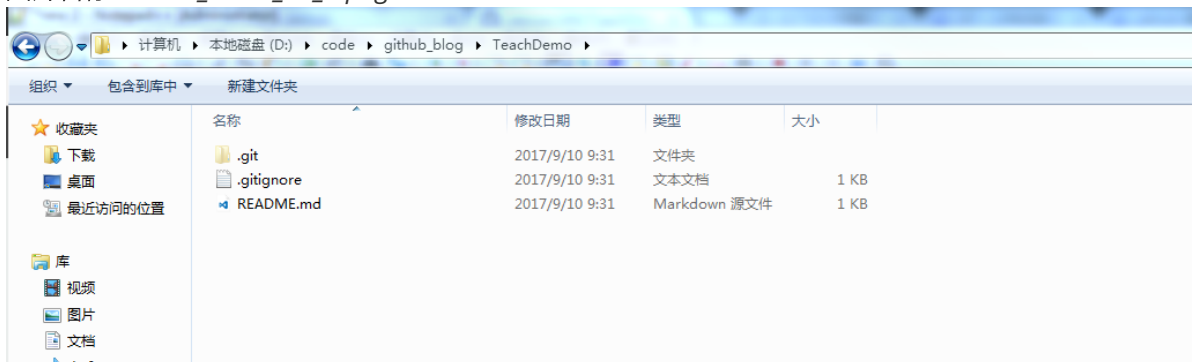 计算机 本地磁盘 (D:) code github_blog TeachDemo
组织 包含到库中 新建文件夹
名称 修改日期 类型 大小
收藏夹
下载
桌面
最近访问的位置
库
视频
图片
文档
.git 2017/9/10 9:31 文件夹
.gitignore 2017/9/10 9:31 文本文档 1 KB
README.md 2017/9/10 9:31 Markdown 源文件 1 KB